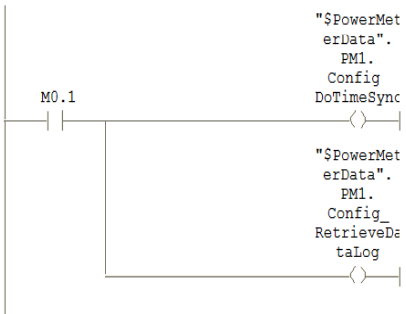 "$PowerMet
erData".
PM1.
Config
M0.1
DoTimeSync
"$PowerMet
erData".
PM1.
Config_
RetrieveDa
taLog